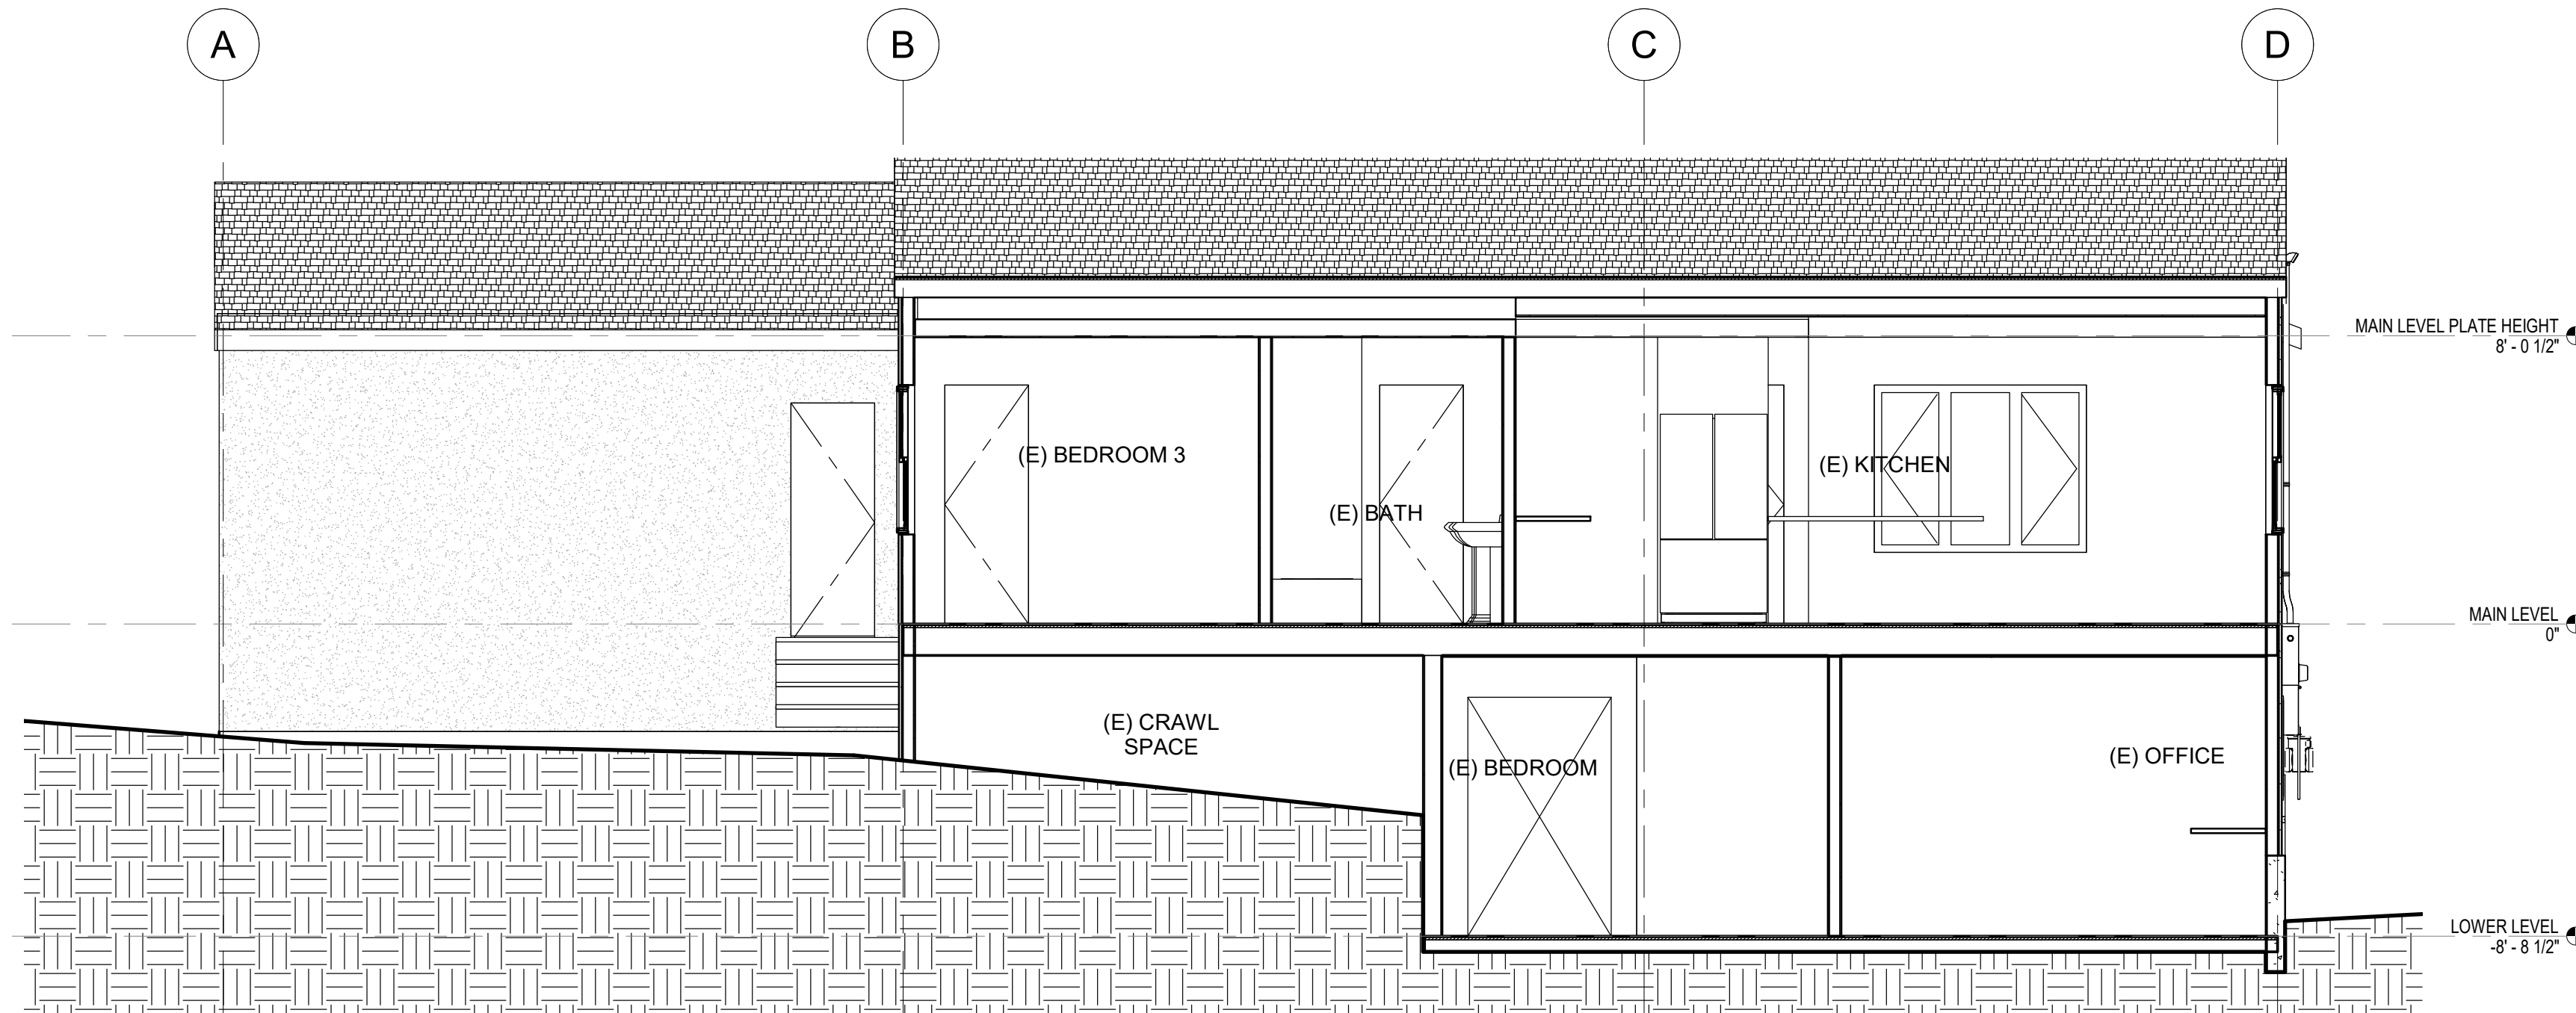 A
B
C
D
MAIN LEVEL PLATE HEIGHT
8' - 0 1/2"
(E) BEDROOM 3
(E) KITCHEN
(E) BATH
MAIN LEVEL
0"
(E) CRAWL
SPACE
(E) BEDROOM
(E) OFFICE
LOWER LEVEL
-8' - 8 1/2"